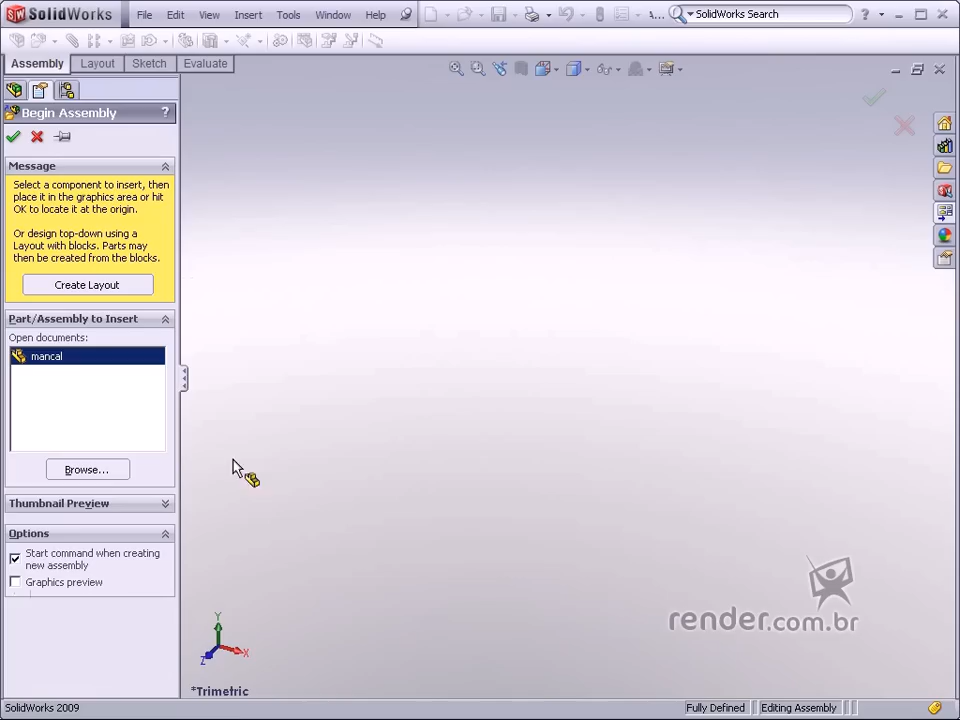 SW SolidWorks File Edit View Insert Tools Window Help A... SolidWorks Search ?
Assembly Layout Sketch Evaluate
Begin Assembly ?
Message
Select a component to insert, then
place it in the graphics area or hit
OK to locate it at the origin.
Or design top-down using a
Layout with blocks. Parts may
then be created from the blocks.
Create Layout
Part/Assembly to Insert
Open documents:
mancal
Browse...
Thumbnail Preview
Options
Start command when creating
new assembly
Graphics preview
Y
X
Z
*Trimetric
render.com.br
SolidWorks 2009 Fully Defined Editing Assembly